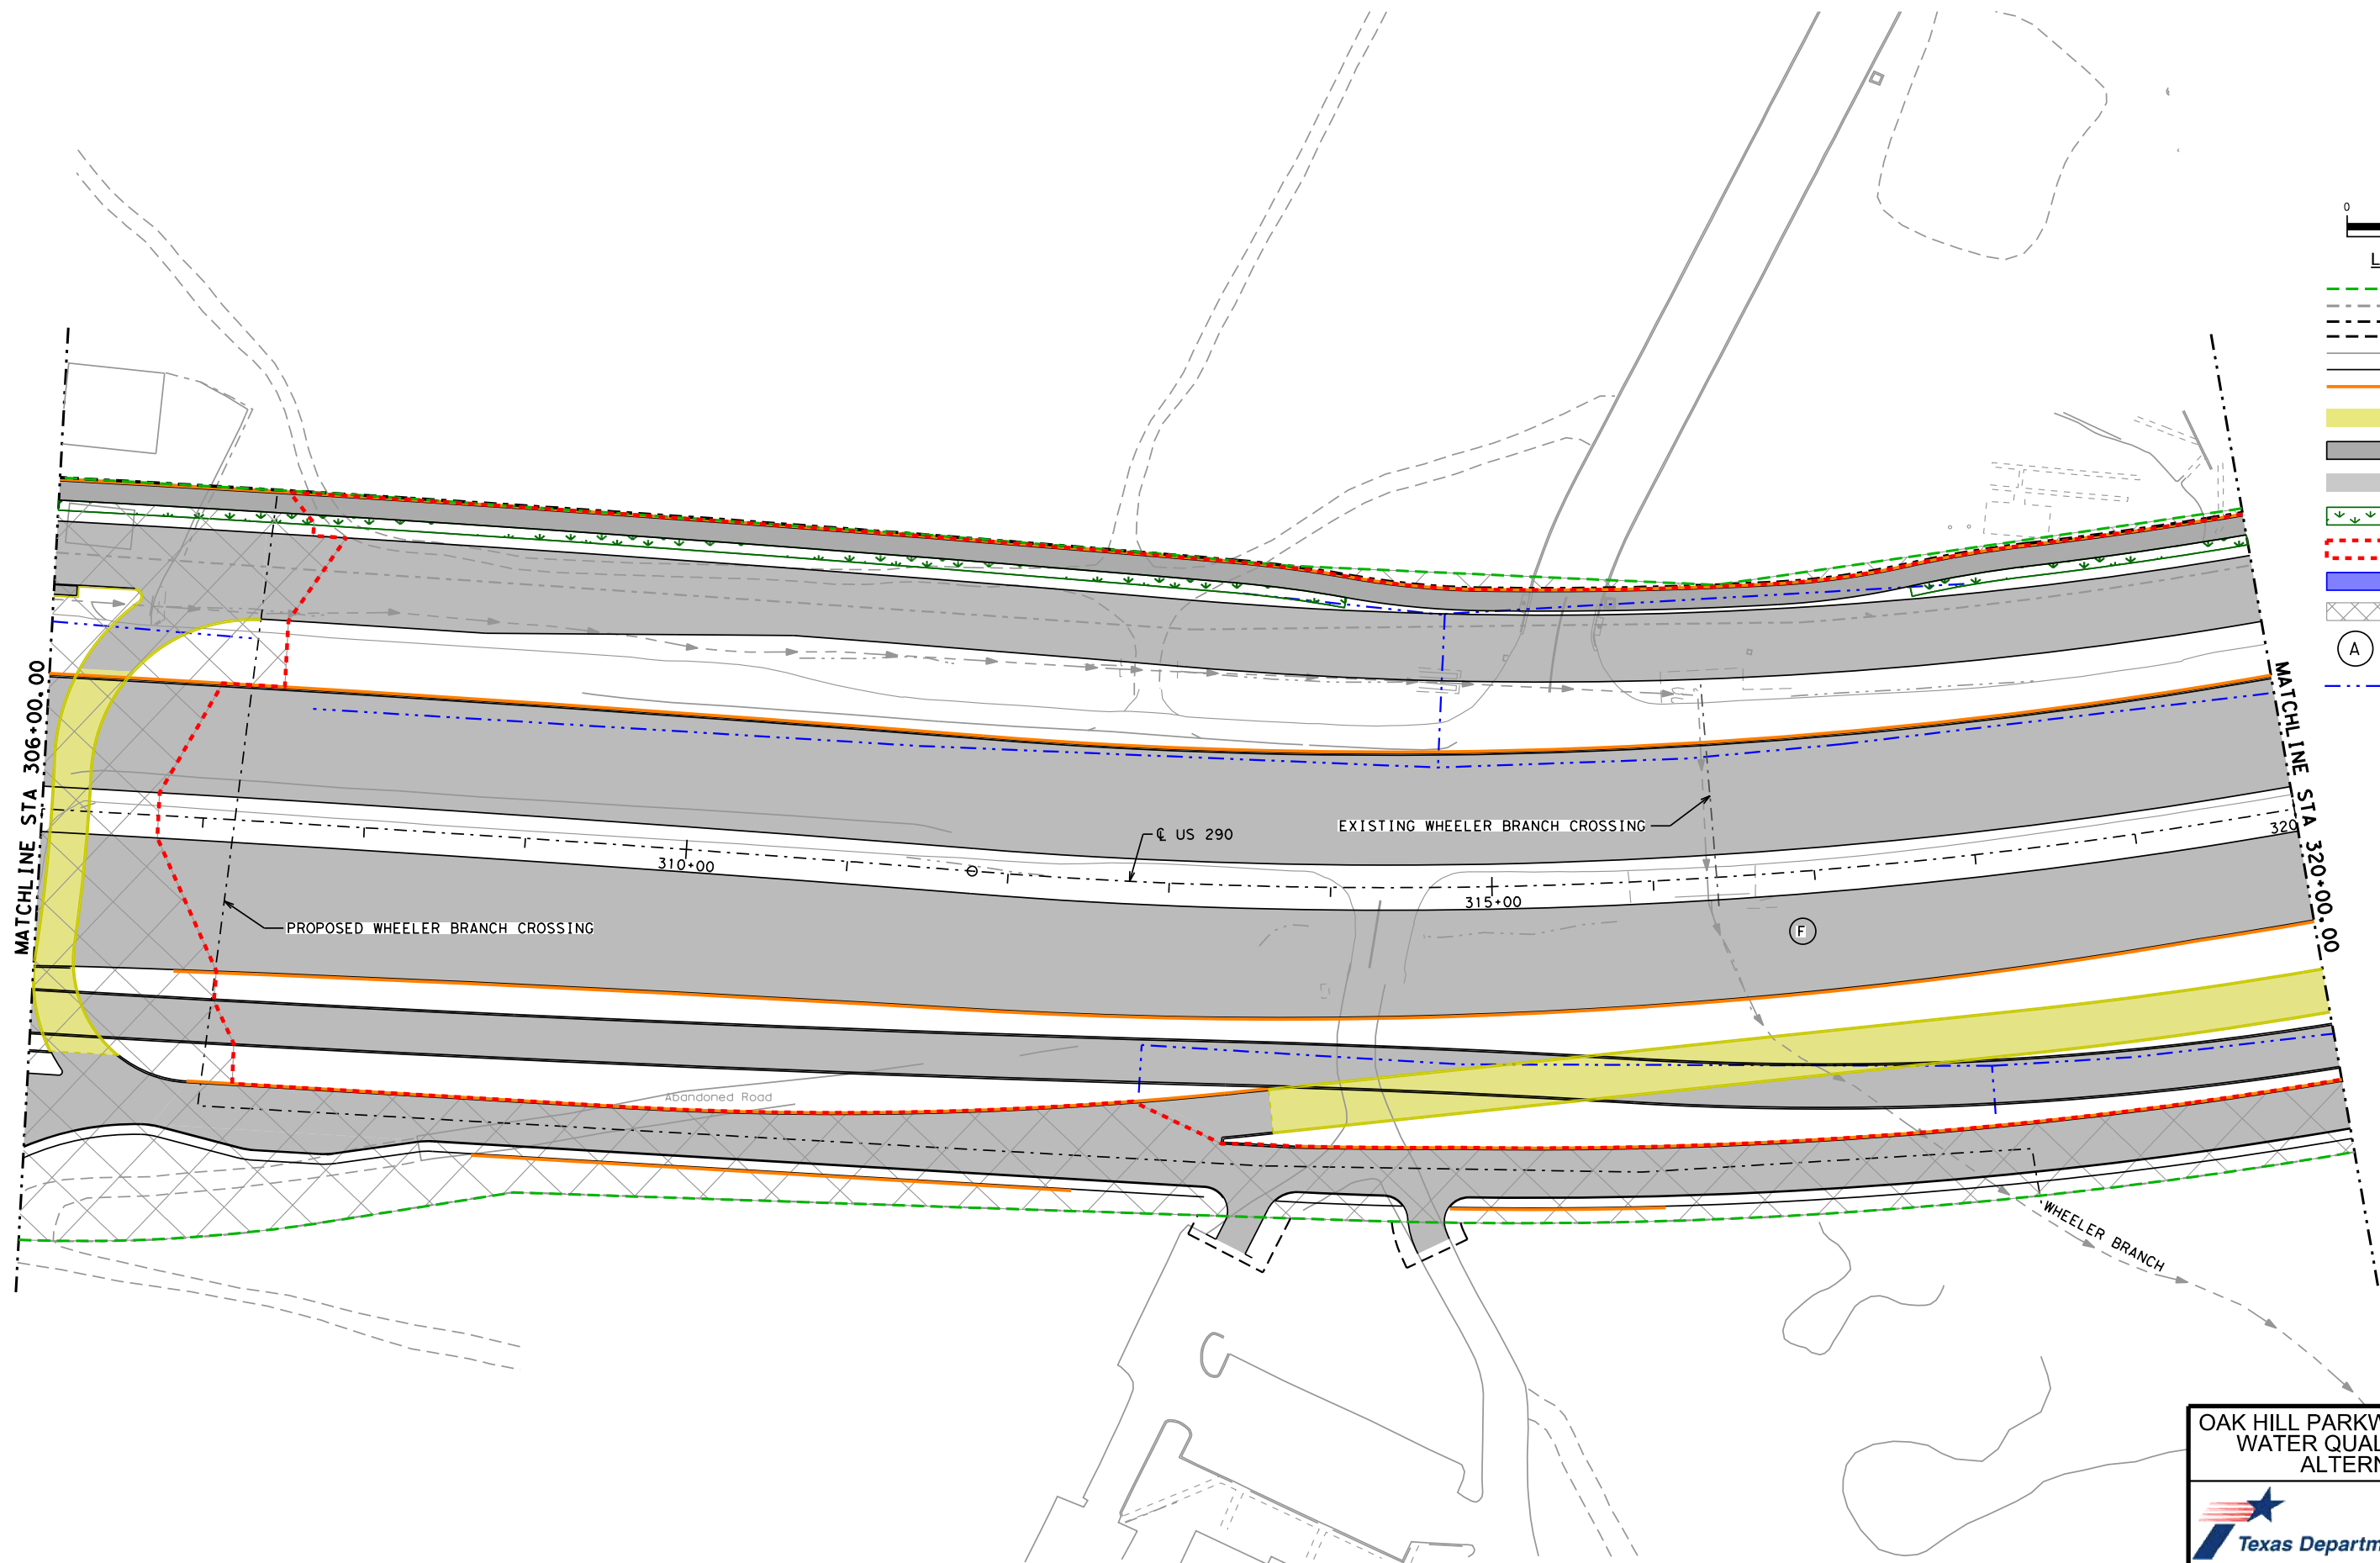 0
L
A
MATCHLINE STA 306+00.00
MATCHLINE STA 320+00.00
EXISTING WHEELER BRANCH CROSSING
℄ US 290
310+00
315+00
320
PROPOSED WHEELER BRANCH CROSSING
F
Abandoned Road
WHEELER BRANCH
OAK HILL PARKW
WATER QUAL
ALTERN
Texas Departm